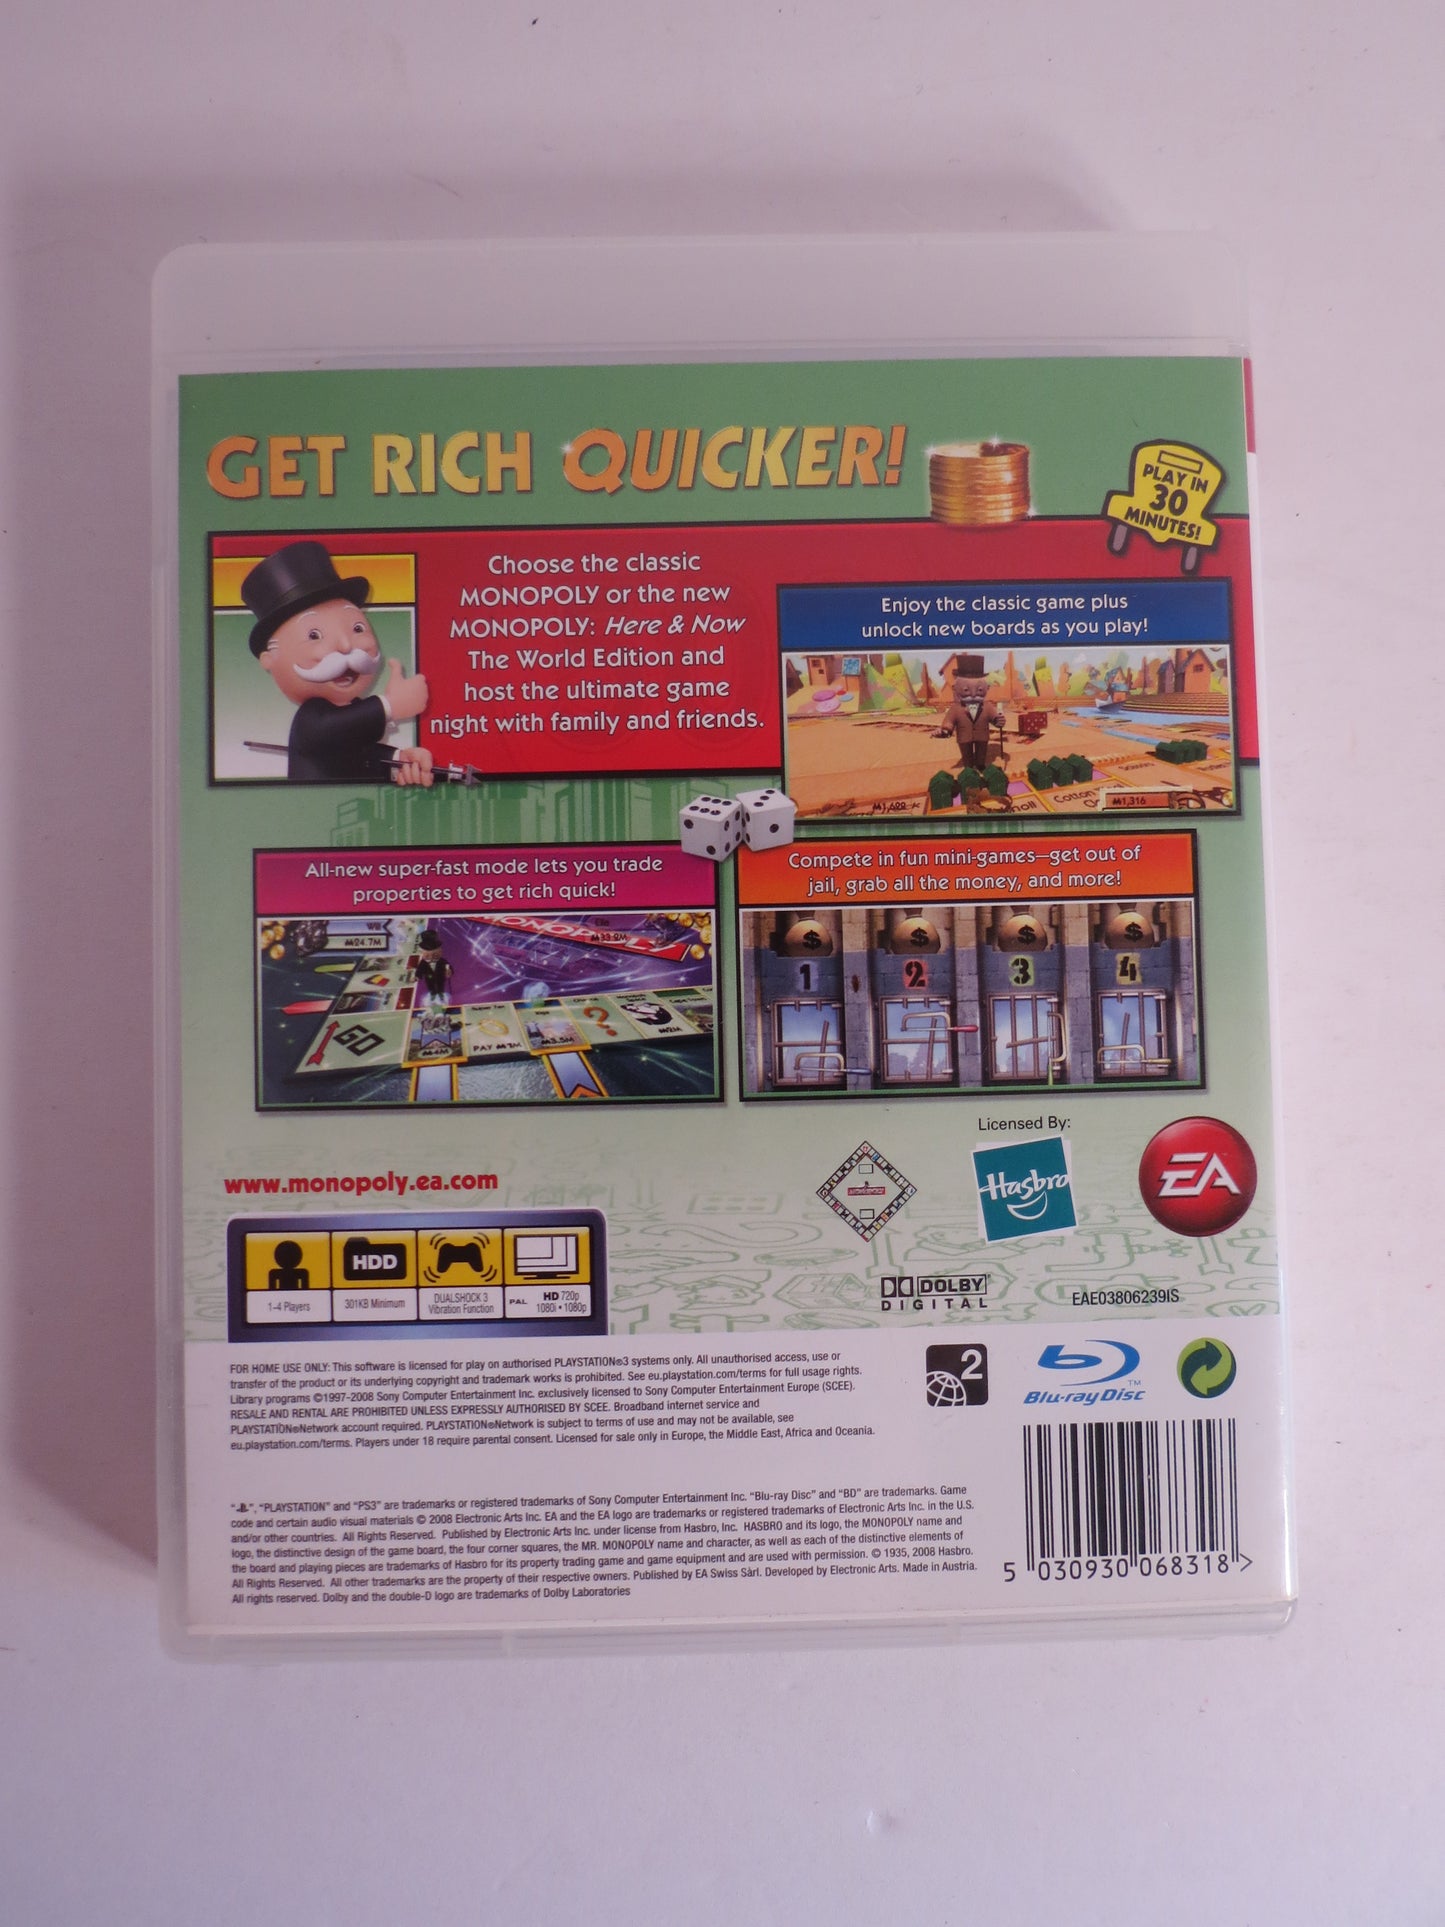 GET RICH QUICKER!
PLAY IN
30
MINUTES!
Choose the classic
MONOPOLY or the new
MONOPOLY: Here & Now
The World Edition and
host the ultimate game
night with family and friends.
Enjoy the classic game plus
unlock new boards as you play!
₥1,316
All-new super-fast mode lets you trade
properties to get rich quick!
₥24.7M
MONOPOLY
GO
Compete in fun mini-games—get out of
jail, grab all the money, and more!
$ $ $ $
1 2 3 4
Licensed By:
www.monopoly.ea.com
MONOPOLY
Hasbro
EA
HDD
1-4 Players
301KB Minimum
DUALSHOCK 3
Vibration Function
PAL HD 720p
1080i • 1080p
DOLBY
DIGITAL
EAE03806239IS
FOR HOME USE ONLY: This software is licensed for play on authorised PLAYSTATION®3 systems only. All unauthorised access, use or
transfer of the product or its underlying copyright and trademark works is prohibited. See eu.playstation.com/terms for full usage rights.
Library programs ©1997-2008 Sony Computer Entertainment Inc. exclusively licensed to Sony Computer Entertainment Europe (SCEE).
RESALE AND RENTAL ARE PROHIBITED UNLESS EXPRESSLY AUTHORISED BY SCEE. Broadband internet service and
PLAYSTATION®Network account required. PLAYSTATION®Network is subject to terms of use and may not be available, see
eu.playstation.com/terms. Players under 18 require parental consent. Licensed for sale only in Europe, the Middle East, Africa and Oceania.
2
Blu-ray Disc™
"PS", "PLAYSTATION" and "PS3" are trademarks or registered trademarks of Sony Computer Entertainment Inc. "Blu-ray Disc" and "BD" are trademarks. Game
code and certain audio visual materials © 2008 Electronic Arts Inc. EA and the EA logo are trademarks or registered trademarks of Electronic Arts Inc. in the U.S.
and/or other countries. All Rights Reserved. Published by Electronic Arts Inc. under license from Hasbro, Inc. HASBRO and its logo, the MONOPOLY name and
logo, the distinctive design of the game board, the four corner squares, the MR. MONOPOLY name and character, as well as each of the distinctive elements of
the board and playing pieces are trademarks of Hasbro for its property trading game and game equipment and are used with permission. © 1935, 2008 Hasbro.
All Rights Reserved. All other trademarks are the property of their respective owners. Published by EA Swiss Sàrl. Developed by Electronic Arts. Made in Austria.
All rights reserved. Dolby and the double-D logo are trademarks of Dolby Laboratories
5 030930 068318 >